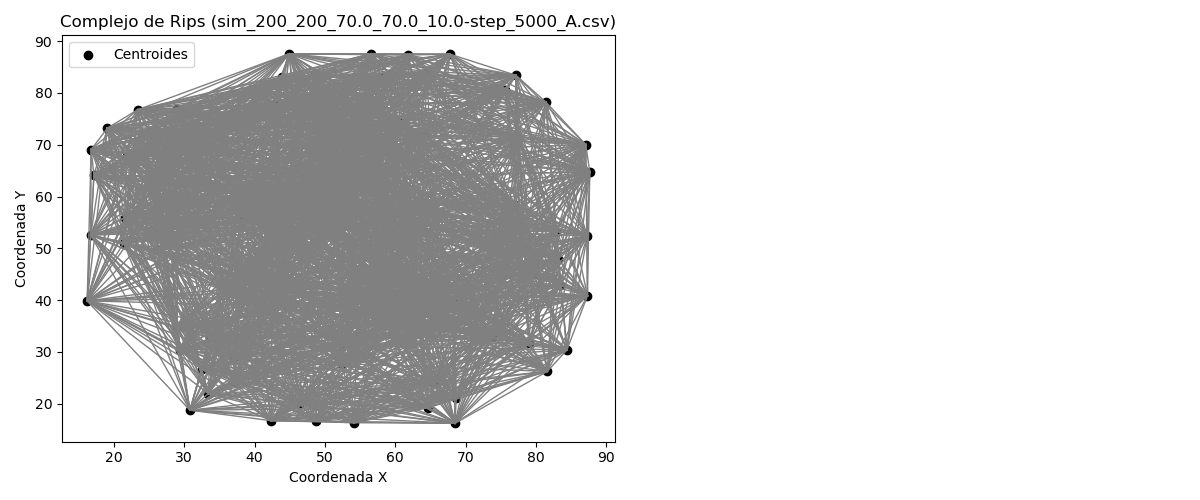 Complejo de Rips (sim_200_200_70.0_70.0_10.0-step_5000_A.csv)
Centroides
90
80
70
60
50
40
30
20
Coordenada Y
20 30 40 50 60 70 80 90
Coordenada X